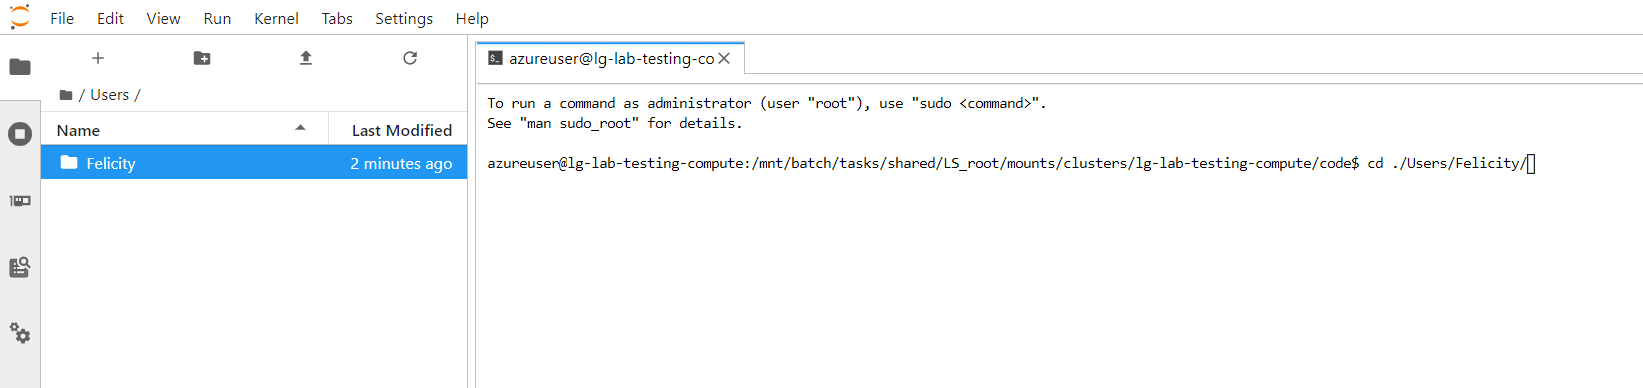 File Edit View Run Kernel Tabs Settings Help
/ Users /
Name Last Modified
Felicity 2 minutes ago
azureuser@lg-lab-testing-co
To run a command as administrator (user "root"), use "sudo <command>".
See "man sudo_root" for details.
azureuser@lg-lab-testing-compute:/mnt/batch/tasks/shared/LS_root/mounts/clusters/lg-lab-testing-compute/code$ cd ./Users/Felicity/